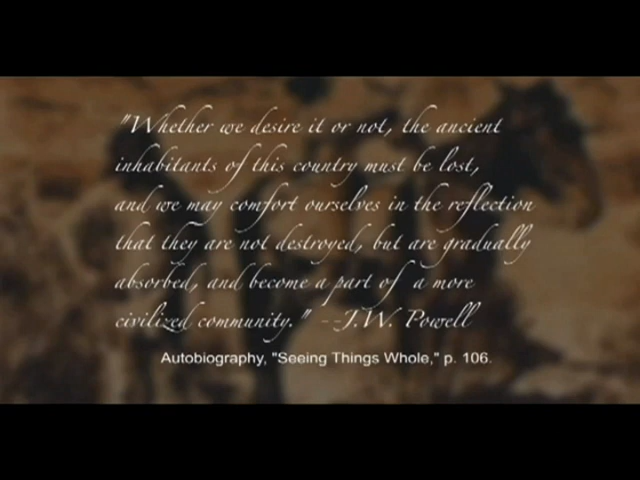 "Whether we desire it or not, the ancient
inhabitants of this country must be lost,
and we may comfort ourselves in the reflection
that they are not destroyed, but are gradually
absorbed, and become a part of a more
civilized community." --J.W. Powell
Autobiography, "Seeing Things Whole," p. 106.